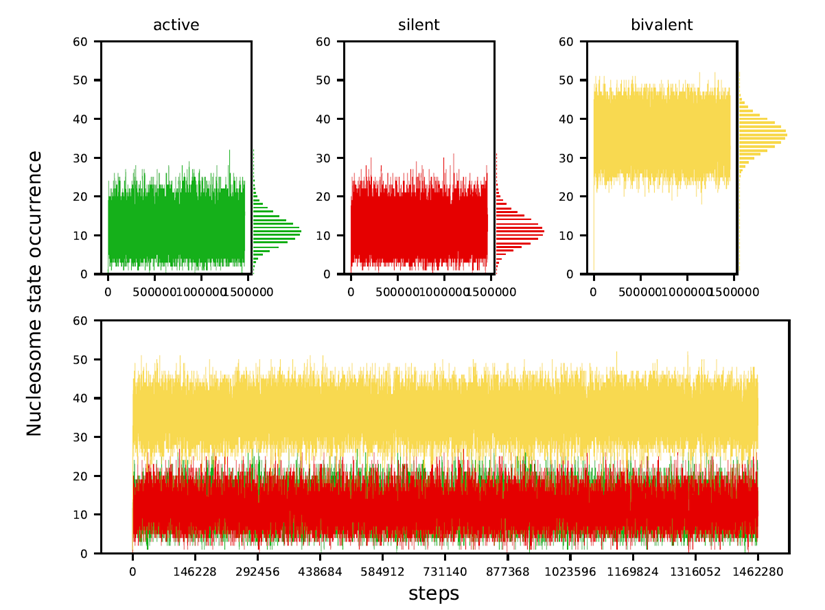 active silent bivalent
60 60 60
50 50 50
40 40 40
30 30 30
20 20 20
10 10 10
0 0 0
0 500000 1000000 1500000 0 500000 1000000 1500000 0 500000 1000000 1500000
Nucleosome state occurrence
60
50
40
30
20
10
0
0 146228 292456 438684 584912 731140 877368 1023596 1169824 1316052 1462280
steps